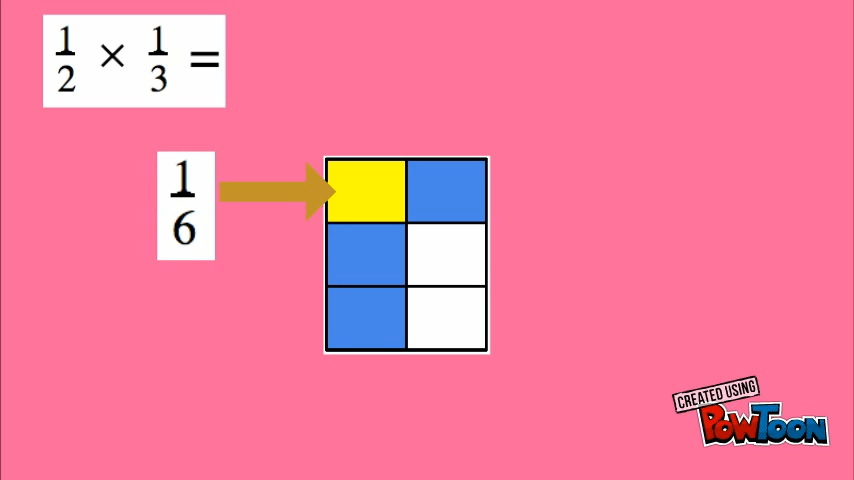 1/2 × 1/3 =
1/6
CREATED USING
POWTOON